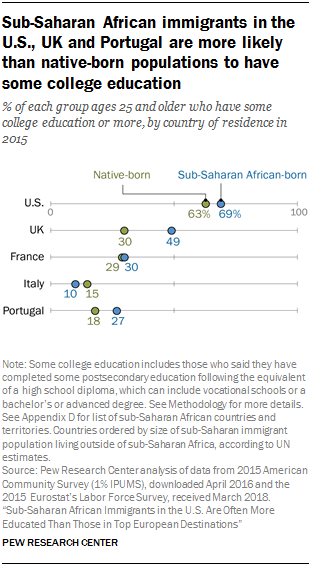 Sub-Saharan African immigrants in the
U.S., UK and Portugal are more likely
than native-born populations to have
some college education
% of each group ages 25 and older who have some
college education or more, by country of residence in
2015
Native-born Sub-Saharan African-born
U.S.
0 63% 69% 100
UK
30 49
France
29 30
Italy
10 15
Portugal
18 27
Note: Some college education includes those who said they have
completed some postsecondary education following the equivalent
of a high school diploma, which can include vocational schools or a
bachelor's or advanced degree. See Methodology for more details.
See Appendix D for list of sub-Saharan African countries and
territories. Countries ordered by size of sub-Saharan immigrant
population living outside of sub-Saharan Africa, according to UN
estimates.
Source: Pew Research Center analysis of data from 2015 American
Community Survey (1% IPUMS), downloaded April 2016 and the
2015 Eurostat's Labor Force Survey, received March 2018.
“Sub-Saharan African Immigrants in the U.S. Are Often More
Educated Than Those in Top European Destinations”
PEW RESEARCH CENTER